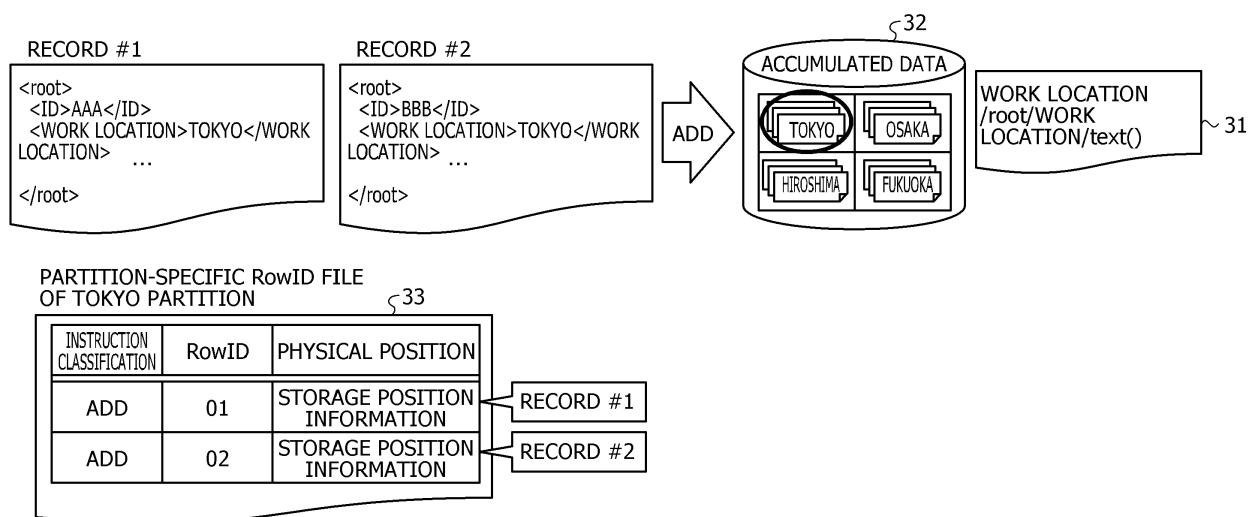 RECORD #1
<root>
<ID>AAA</ID>
<WORK LOCATION>TOKYO</WORK
LOCATION> ...
</root>
RECORD #2
<root>
<ID>BBB</ID>
<WORK LOCATION>TOKYO</WORK
LOCATION> ...
</root>
ADD
32
ACCUMULATED DATA
TOKYO
OSAKA
HIROSHIMA
FUKUOKA
WORK LOCATION
/root/WORK
LOCATION/text()
31
PARTITION-SPECIFIC RowID FILE
OF TOKYO PARTITION
33
INSTRUCTION
CLASSIFICATION
RowID
PHYSICAL POSITION
ADD
01
STORAGE POSITION
INFORMATION
RECORD #1
ADD
02
STORAGE POSITION
INFORMATION
RECORD #2